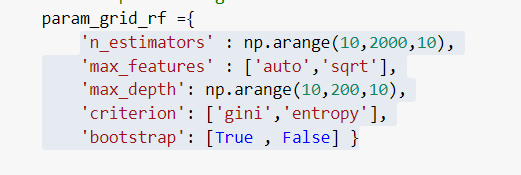 param_grid_rf ={
'n_estimators' : np.arange(10,2000,10),
'max_features' : ['auto','sqrt'],
'max_depth': np.arange(10,200,10),
'criterion': ['gini','entropy'],
'bootstrap': [True , False] }